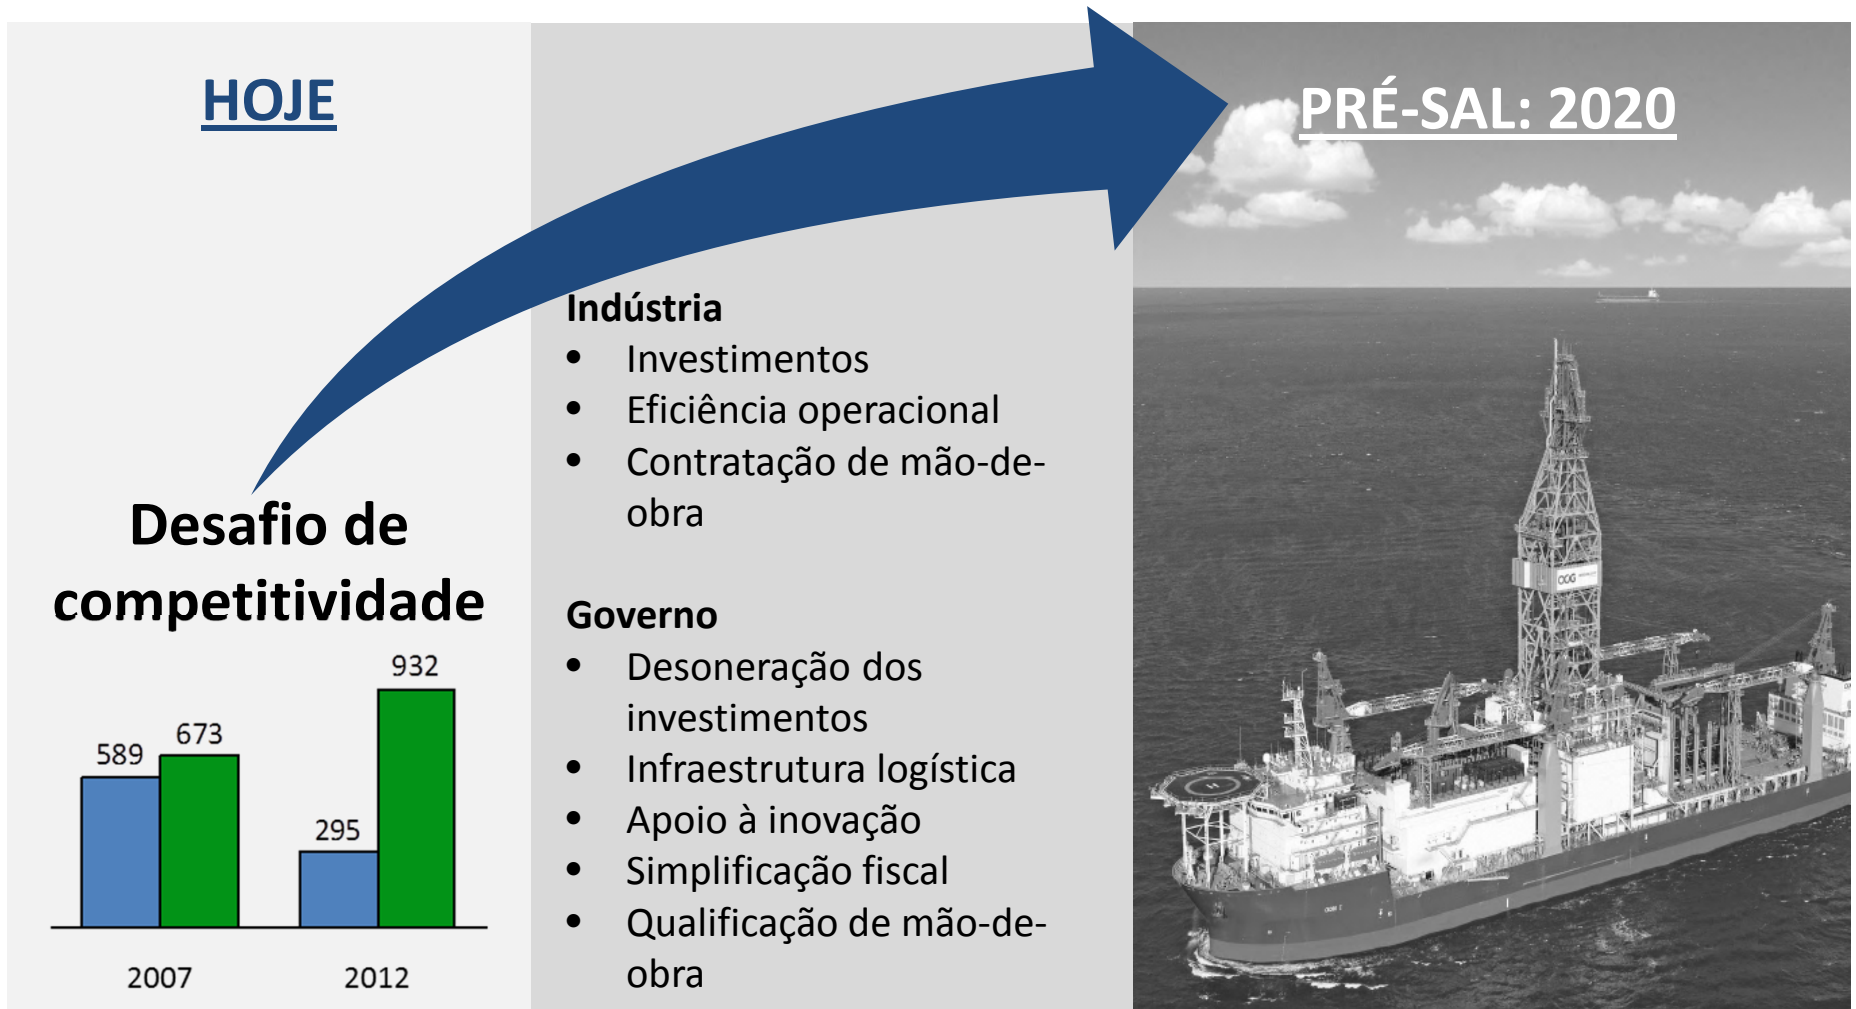 HOJE
PRÉ-SAL: 2020
Desafio de
competitividade
589
673
295
932
2007
2012
Indústria
• Investimentos
• Eficiência operacional
• Contratação de mão-de-
obra
Governo
• Desoneração dos
investimentos
• Infraestrutura logística
• Apoio à inovação
• Simplificação fiscal
• Qualificação de mão-de-
obra
OOG
H